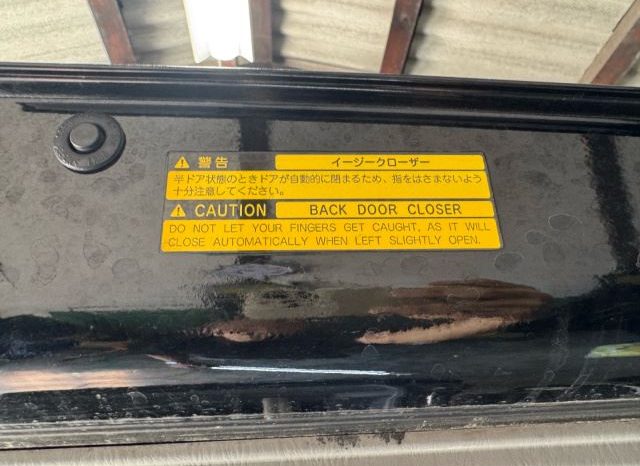 警告 イージークローザー
半ドア状態のときドアが自動的に閉まるため、指をはさまないよう
十分注意してください。
CAUTION BACK DOOR CLOSER
DO NOT LET YOUR FINGERS GET CAUGHT, AS IT WILL
CLOSE AUTOMATICALLY WHEN LEFT SLIGHTLY OPEN.